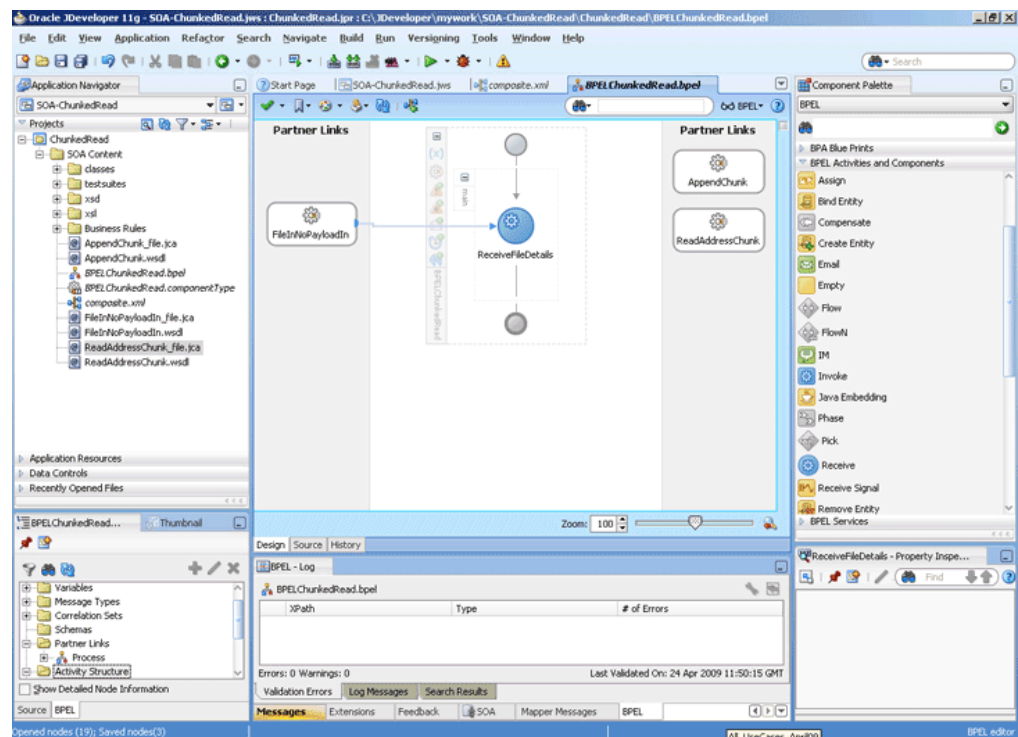 Oracle JDeveloper 11g - SOA-ChunkedRead.jws : ChunkedRead.jpr : C:\JDeveloper\mywork\SOA-ChunkedRead\ChunkedRead\BPELChunkedRead.bpel
File Edit View Application Refactor Search Navigate Build Run Versioning Tools Window Help
Search
Application Navigator
SOA-ChunkedRead
Projects
ChunkedRead
SOA Content
classes
testsuites
xsd
xsl
Business Rules
AppendChunk_file.jca
AppendChunk.wsdl
BPELChunkedRead.bpel
BPELChunkedRead.componentType
composite.xml
FileInNoPayloadIn_file.jca
FileInNoPayloadIn.wsdl
ReadAddressChunk_file.jca
ReadAddressChunk.wsdl
Application Resources
Data Controls
Recently Opened Files
BPELChunkedRead... Thumbnail
Variables
Message Types
Correlation Sets
Schemas
Partner Links
Process
Activity Structure
Show Detailed Node Information
Source BPEL
Start Page SOA-ChunkedRead.jws composite.xml BPELChunkedRead.bpel
BPEL
Partner Links
Partner Links
main
BPELChunkedRead
FileInNoPayloadIn
ReceiveFileDetails
AppendChunk
ReadAddressChunk
Zoom: 100
Design Source History
BPEL - Log
BPELChunkedRead.bpel
XPath Type # of Errors
Errors: 0 Warnings: 0 Last Validated On: 24 Apr 2009 11:50:15 GMT
Validation Errors Log Messages Search Results
Messages Extensions Feedback SOA Mapper Messages BPEL
Component Palette
BPEL
BPA Blue Prints
BPEL Activities and Components
Assign
Bind Entity
Compensate
Create Entity
Email
Empty
Flow
FlowN
IM
Invoke
Java Embedding
Phase
Pick
Receive
Receive Signal
Remove Entity
BPEL Services
ReceiveFileDetails - Property Inspe...
Find
Opened nodes (19); Saved nodes(3)
All_UseCases_April09
BPEL editor